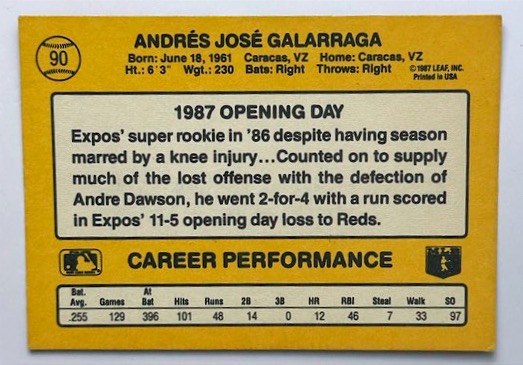 90
ANDRÉS JOSÉ GALARRAGA
Born: June 18, 1961 Caracas, VZ Home: Caracas, VZ
Ht.: 6'3" Wgt.: 230 Bats: Right Throws: Right
©1987 LEAF, INC.
Printed in USA
1987 OPENING DAY
Expos' super rookie in '86 despite having season
marred by a knee injury...Counted on to supply
much of the lost offense with the defection of
Andre Dawson, he went 2-for-4 with a run scored
in Expos' 11-5 opening day loss to Reds.
CAREER PERFORMANCE
Bat. Avg. Games At Bat Hits Runs 2B 3B HR RBI Steal Walk SO
.255 129 396 101 48 14 0 12 46 7 33 97